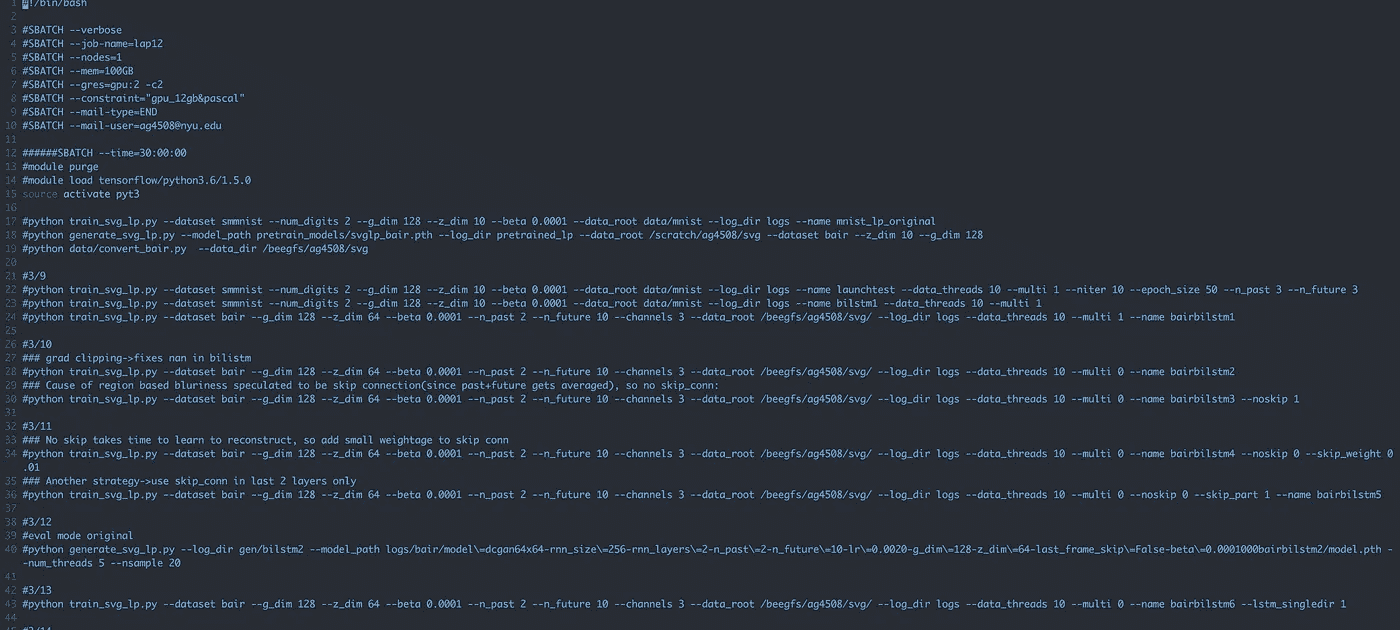 1 #!/bin/bash
2
3 #SBATCH --verbose
4 #SBATCH --job-name=lap12
5 #SBATCH --nodes=1
6 #SBATCH --mem=100GB
7 #SBATCH --gres=gpu:2 -c2
8 #SBATCH --constraint="gpu_12gb&pascal"
9 #SBATCH --mail-type=END
10 #SBATCH --mail-user=ag4508@nyu.edu
11
12 ######SBATCH --time=30:00:00
13 #module purge
14 #module load tensorflow/python3.6/1.5.0
15 source activate pyt3
16
17 #python train_svg_lp.py --dataset smmnist --num_digits 2 --g_dim 128 --z_dim 10 --beta 0.0001 --data_root data/mnist --log_dir logs --name mnist_lp_original
18 #python generate_svg_lp.py --model_path pretrain_models/svglp_bair.pth --log_dir pretrained_lp --data_root /scratch/ag4508/svg --dataset bair --z_dim 10 --g_dim 128
19 #python data/convert_bair.py  --data_dir /beegfs/ag4508/svg
20
21 #3/9
22 #python train_svg_lp.py --dataset smmnist --num_digits 2 --g_dim 128 --z_dim 10 --beta 0.0001 --data_root data/mnist --log_dir logs --name launchtest --data_threads 10 --multi 1 --niter 10 --epoch_size 50 --n_past 3 --n_future 3
23 #python train_svg_lp.py --dataset smmnist --num_digits 2 --g_dim 128 --z_dim 10 --beta 0.0001 --data_root data/mnist --log_dir logs --name bilstm1 --data_threads 10 --multi 1
24 #python train_svg_lp.py --dataset bair --g_dim 128 --z_dim 64 --beta 0.0001 --n_past 2 --n_future 10 --channels 3 --data_root /beegfs/ag4508/svg/ --log_dir logs --data_threads 10 --multi 1 --name bairbilstm1
25
26 #3/10
27 ### grad clipping->fixes nan in bilistm
28 #python train_svg_lp.py --dataset bair --g_dim 128 --z_dim 64 --beta 0.0001 --n_past 2 --n_future 10 --channels 3 --data_root /beegfs/ag4508/svg/ --log_dir logs --data_threads 10 --multi 0 --name bairbilstm2
29 ### Cause of region based bluriness speculated to be skip connection(since past+future gets averaged), so no skip_conn:
30 #python train_svg_lp.py --dataset bair --g_dim 128 --z_dim 64 --beta 0.0001 --n_past 2 --n_future 10 --channels 3 --data_root /beegfs/ag4508/svg/ --log_dir logs --data_threads 10 --multi 0 --name bairbilstm3 --noskip 1
31
32 #3/11
33 ### No skip takes time to learn to reconstruct, so add small weightage to skip conn
34 #python train_svg_lp.py --dataset bair --g_dim 128 --z_dim 64 --beta 0.0001 --n_past 2 --n_future 10 --channels 3 --data_root /beegfs/ag4508/svg/ --log_dir logs --data_threads 10 --multi 0 --name bairbilstm4 --noskip 0 --skip_weight 0
.01
35 ### Another strategy->use skip_conn in last 2 layers only
36 #python train_svg_lp.py --dataset bair --g_dim 128 --z_dim 64 --beta 0.0001 --n_past 2 --n_future 10 --channels 3 --data_root /beegfs/ag4508/svg/ --log_dir logs --data_threads 10 --multi 0 --noskip 0 --skip_part 1 --name bairbilstm5
37
38 #3/12
39 #eval mode original
40 #python generate_svg_lp.py --log_dir gen/bilstm2 --model_path logs/bair/model\=dcgan64x64-rnn_size\=256-rnn_layers\=2-n_past\=2-n_future\=10-lr\=0.0020-g_dim\=128-z_dim\=64-last_frame_skip\=False-beta\=0.0001000bairbilstm2/model.pth -
-num_threads 5 --nsample 20
41
42 #3/13
43 #python train_svg_lp.py --dataset bair --g_dim 128 --z_dim 64 --beta 0.0001 --n_past 2 --n_future 10 --channels 3 --data_root /beegfs/ag4508/svg/ --log_dir logs --data_threads 10 --multi 0 --name bairbilstm6 --lstm_singledir 1
44
45 #3/14